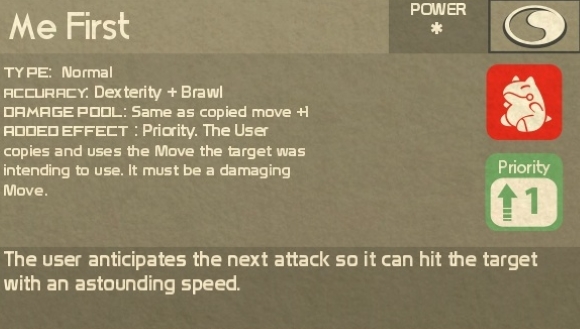 Me First
POWER
*
TYPE: Normal
ACCURACY: Dexterity + Brawl
DAMAGE POOL: Same as copied move +1
ADDED EFFECT : Priority. The User
copies and uses the Move the target was
intending to use. It must be a damaging
Move.
Priority
1
The user anticipates the next attack so it can hit the target
with an astounding speed.